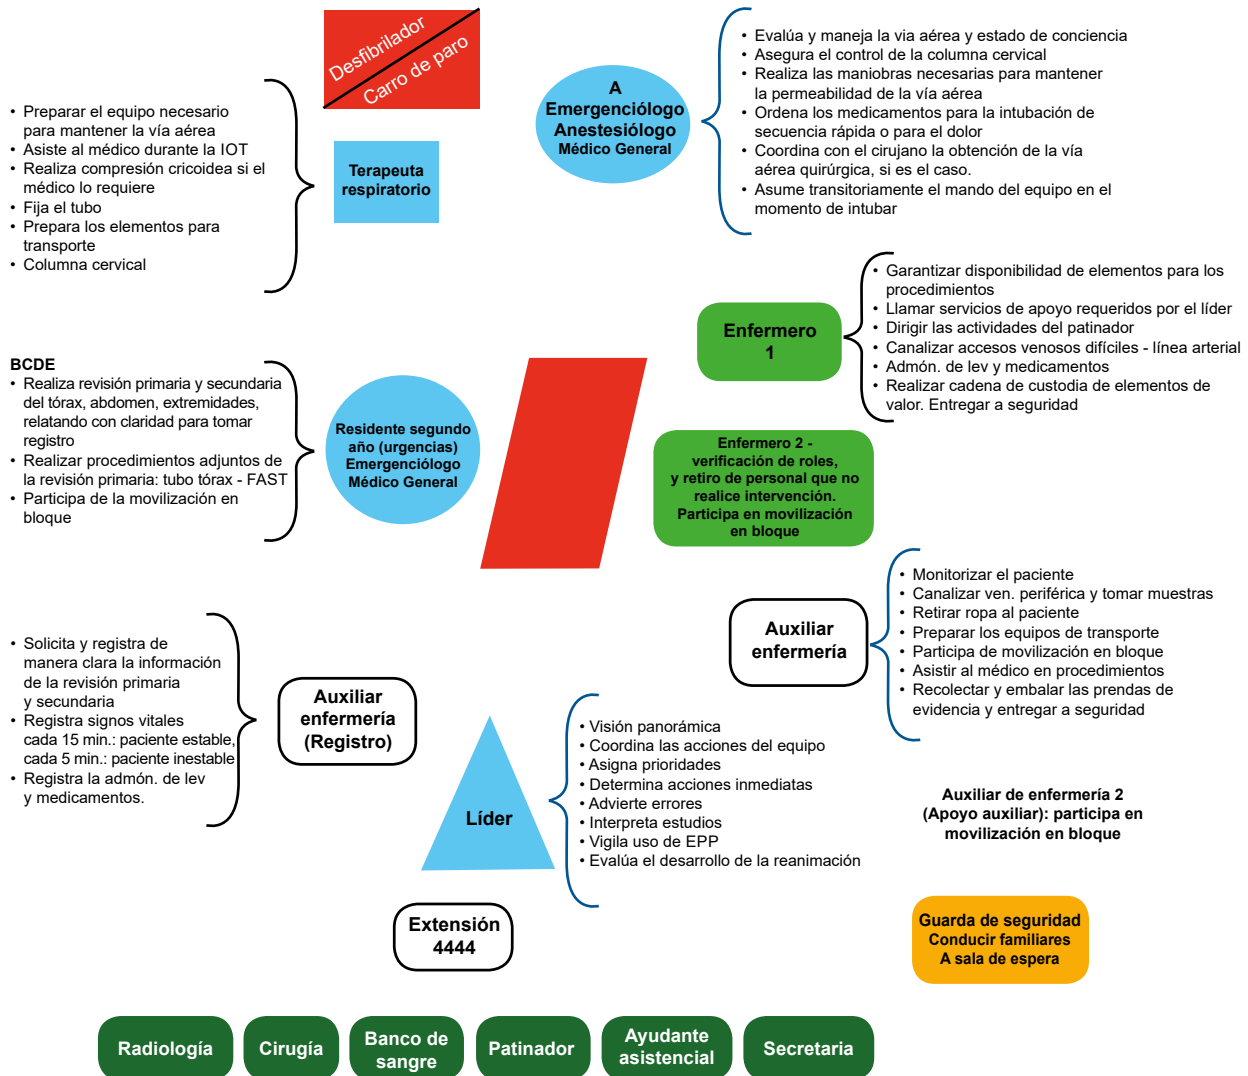 Desfibrilador
Carro de paro
• Preparar el equipo necesario
para mantener la vía aérea
• Asiste al médico durante la IOT
• Realiza compresión cricoidea si el
médico lo requiere
• Fija el tubo
• Prepara los elementos para
transporte
• Columna cervical
Terapeuta
respiratorio
A
Emergenciólogo
Anestesiólogo
Médico General
• Evalúa y maneja la via aérea y estado de conciencia
• Asegura el control de la columna cervical
• Realiza las maniobras necesarias para mantener
la permeabilidad de la vía aérea
• Ordena los medicamentos para la intubación de
secuencia rápida o para el dolor
• Coordina con el cirujano la obtención de la vía
aérea quirúrgica, si es el caso.
• Asume transitoriamente el mando del equipo en el
momento de intubar
Enfermero
1
• Garantizar disponibilidad de elementos para los
procedimientos
• Llamar servicios de apoyo requeridos por el líder
• Dirigir las actividades del patinador
• Canalizar accesos venosos difíciles - línea arterial
• Admón. de lev y medicamentos
• Realizar cadena de custodia de elementos de
valor. Entregar a seguridad
BCDE
• Realiza revisión primaria y secundaria
del tórax, abdomen, extremidades,
relatando con claridad para tomar
registro
• Realizar procedimientos adjuntos de
la revisión primaria: tubo tórax - FAST
• Participa de la movilización en
bloque
Residente segundo
año (urgencias)
Emergenciólogo
Médico General
Enfermero 2 -
verificación de roles,
y retiro de personal que no
realice intervención.
Participa en movilización
en bloque
Auxiliar
enfermería
• Monitorizar el paciente
• Canalizar ven. periférica y tomar muestras
• Retirar ropa al paciente
• Preparar los equipos de transporte
• Participa de movilización en bloque
• Asistir al médico en procedimientos
• Recolectar y embalar las prendas de
evidencia y entregar a seguridad
• Solicita y registra de
manera clara la información
de la revisión primaria
y secundaria
• Registra signos vitales
cada 15 min.: paciente estable,
cada 5 min.: paciente inestable
• Registra la admón. de lev
y medicamentos.
Auxiliar
enfermería
(Registro)
Líder
• Visión panorámica
• Coordina las acciones del equipo
• Asigna prioridades
• Determina acciones inmediatas
• Advierte errores
• Interpreta estudios
• Vigila uso de EPP
• Evalúa el desarrollo de la reanimación
Auxiliar de enfermería 2
(Apoyo auxiliar): participa en
movilización en bloque
Extensión
4444
Guarda de seguridad
Conducir familiares
A sala de espera
Radiología
Cirugía
Banco de
sangre
Patinador
Ayudante
asistencial
Secretaria